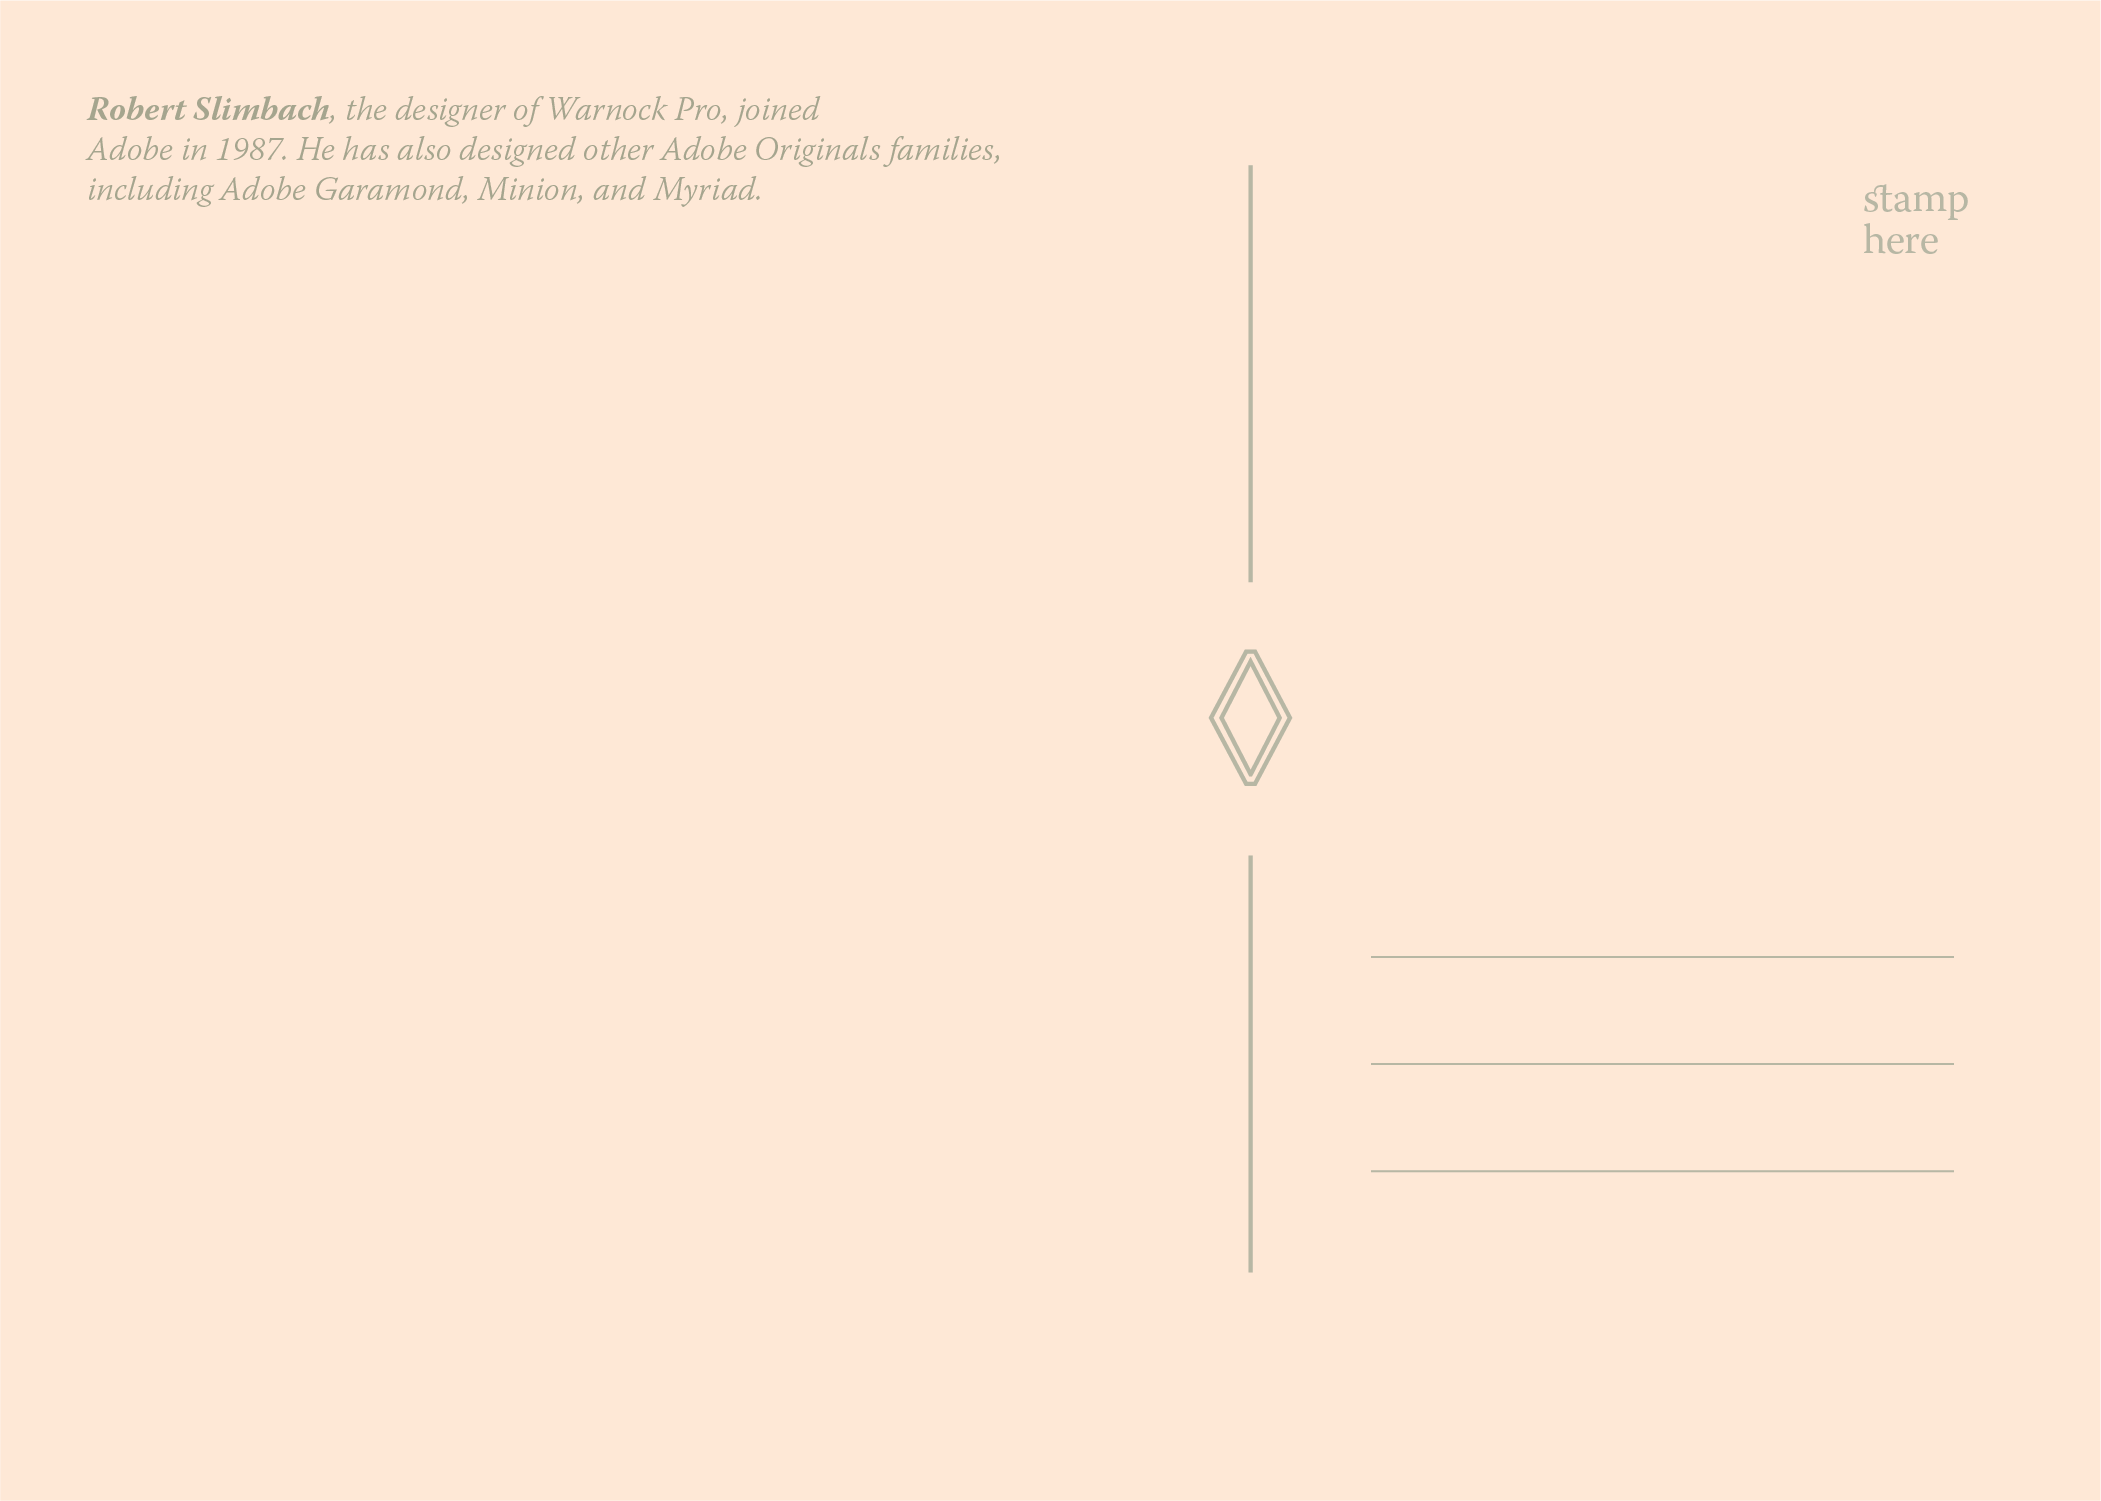 Robert Slimbach, the designer of Warnock Pro, joined
Adobe in 1987. He has also designed other Adobe Originals families,
including Adobe Garamond, Minion, and Myriad.
stamp
here